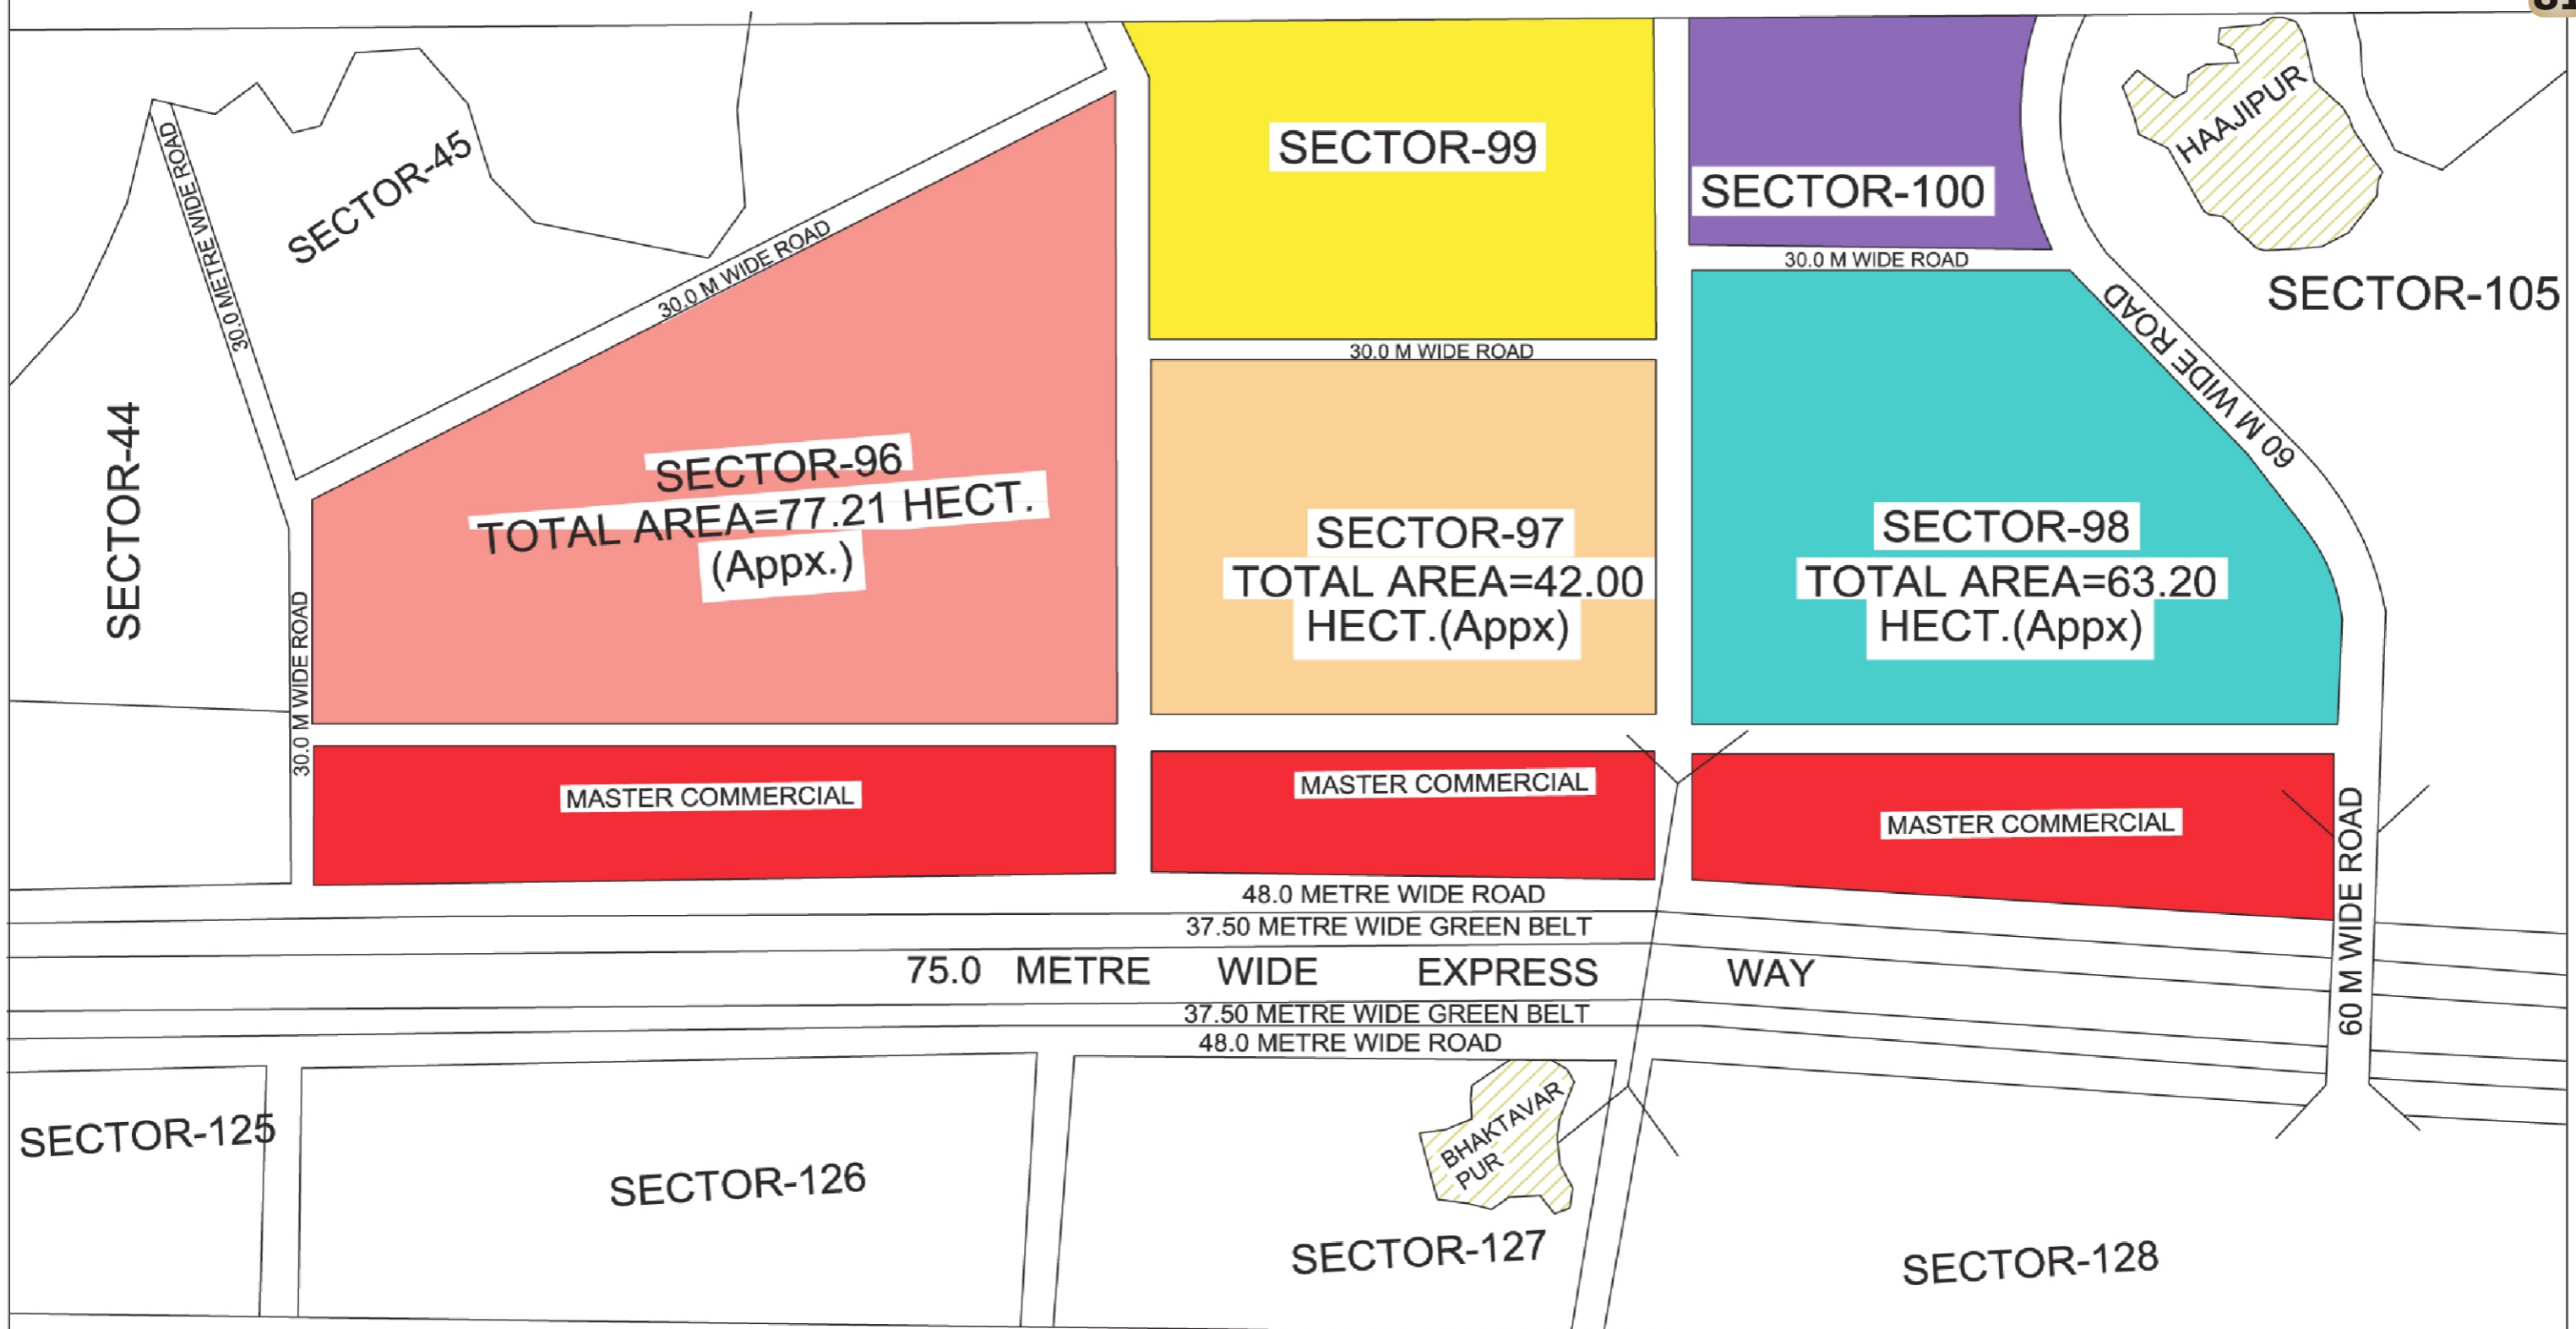 81
SECTOR-99
SECTOR-100
HAAJIPUR
30.0 METRE WIDE ROAD
SECTOR-45
30.0 M WIDE ROAD
30.0 M WIDE ROAD
SECTOR-105
60 M WIDE ROAD
30.0 M WIDE ROAD
SECTOR-44
SECTOR-96
TOTAL AREA=77.21 HECT.
(Appx.)
SECTOR-97
TOTAL AREA=42.00
HECT.(Appx)
SECTOR-98
TOTAL AREA=63.20
HECT.(Appx)
30.0 M WIDE ROAD
MASTER COMMERCIAL
MASTER COMMERCIAL
MASTER COMMERCIAL
60 M WIDE ROAD
48.0 METRE WIDE ROAD
37.50 METRE WIDE GREEN BELT
75.0 METRE WIDE EXPRESS WAY
37.50 METRE WIDE GREEN BELT
48.0 METRE WIDE ROAD
SECTOR-125
SECTOR-126
BHAKTAVAR
PUR
SECTOR-127
SECTOR-128